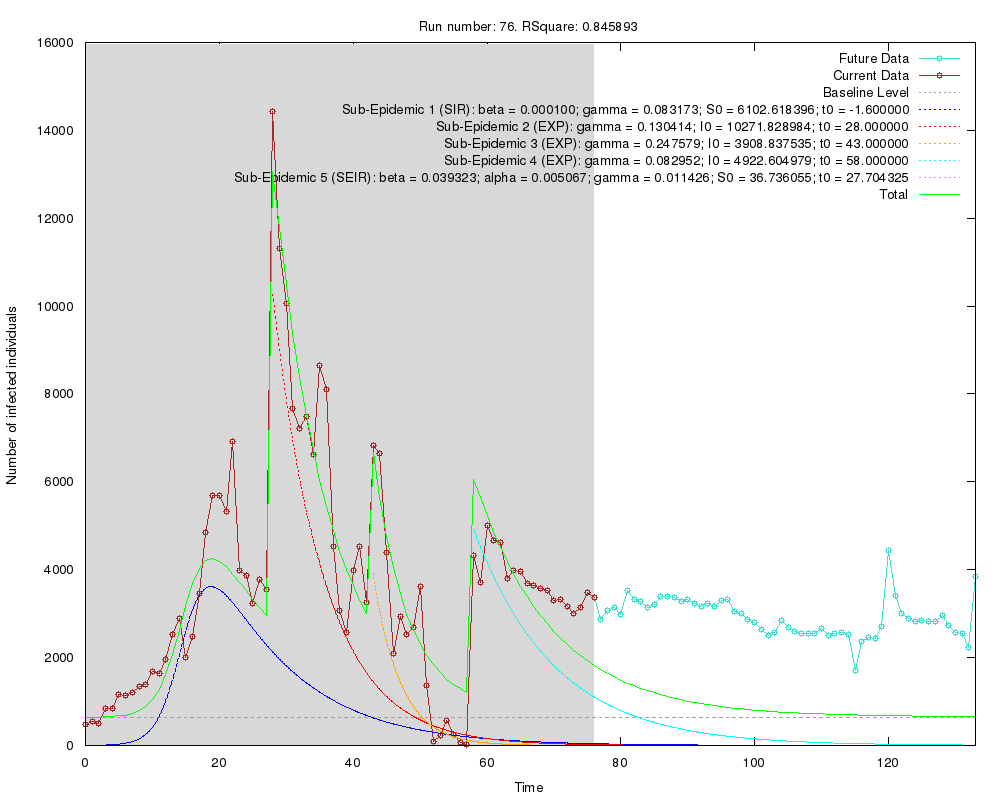 Run number: 76. RSquare: 0.845893
Number of infected individuals
16000
14000
12000
10000
8000
6000
4000
2000
0
Future Data
Current Data
Baseline Level
Sub-Epidemic 1 (SIR): beta = 0.000100; gamma = 0.083173; S0 = 6102.618396; t0 = -1.600000
Sub-Epidemic 2 (EXP): gamma = 0.130414; I0 = 10271.828984; t0 = 28.000000
Sub-Epidemic 3 (EXP): gamma = 0.247579; I0 = 3908.837535; t0 = 43.000000
Sub-Epidemic 4 (EXP): gamma = 0.082952; I0 = 4922.604979; t0 = 58.000000
Sub-Epidemic 5 (SEIR): beta = 0.039323; alpha = 0.005067; gamma = 0.011426; S0 = 36.736055; t0 = 27.704325
Total
0 20 40 60 80 100 120
Time